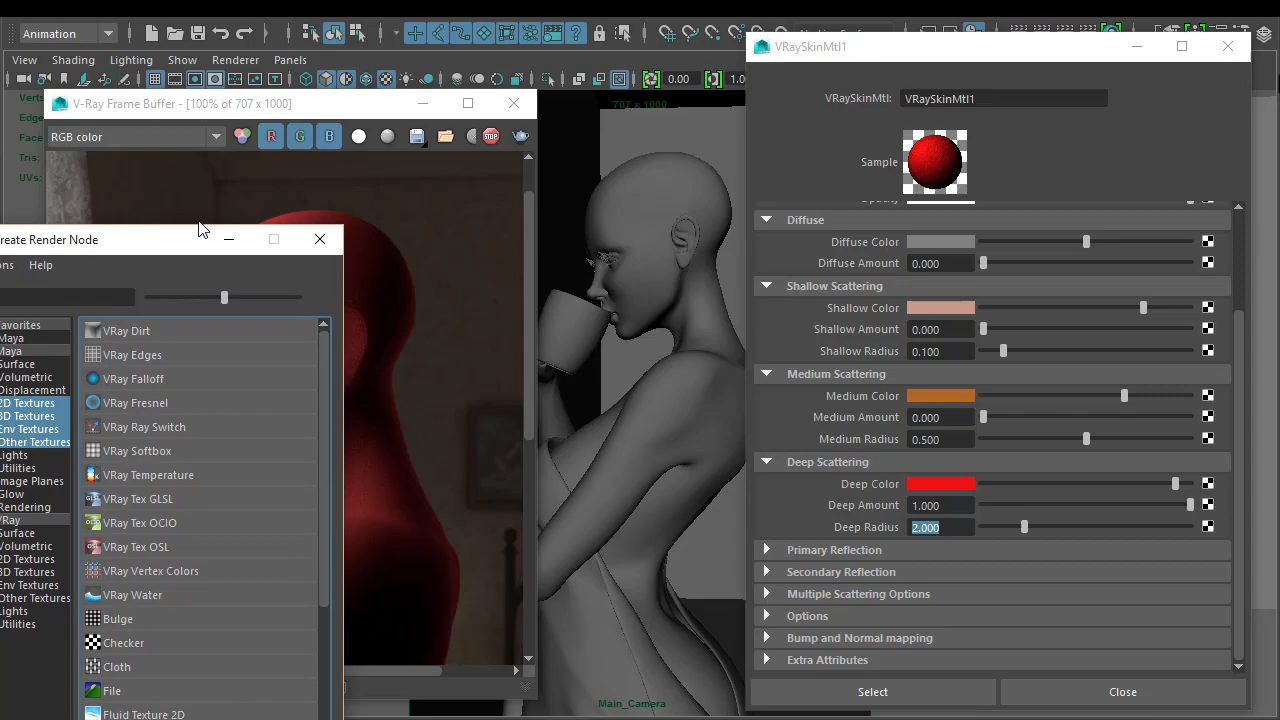 Animation
View Shading Lighting Show Renderer Panels
0.00
V-Ray Frame Buffer - [100% of 707 x 1000]
707 x 1000
RGB color
R G B
STOP
Verts
Edge
Face
Tris:
UVs:
reate Render Node
ons Help
Favorites
Maya
Maya
Surface
Volumetric
Displacement
2D Textures
3D Textures
Env Textures
Other Textures
Lights
Utilities
Image Planes
Glow
Rendering
VRay
Surface
Volumetric
2D Textures
3D Textures
Env Textures
Other Textures
Lights
Utilities
VRay Dirt
VRay Edges
VRay Falloff
VRay Fresnel
VRay Ray Switch
VRay Softbox
VRay Temperature
VRay Tex GLSL
VRay Tex OCIO
VRay Tex OSL
VRay Vertex Colors
VRay Water
Bulge
Checker
Cloth
File
Fluid Texture 2D
Main_Camera
VRaySkinMtl1
VRaySkinMtl: VRaySkinMtl1
Sample
Diffuse
Diffuse Color
Diffuse Amount 0.000
Shallow Scattering
Shallow Color
Shallow Amount 0.000
Shallow Radius 0.100
Medium Scattering
Medium Color
Medium Amount 0.000
Medium Radius 0.500
Deep Scattering
Deep Color
Deep Amount 1.000
Deep Radius 2.000
Primary Reflection
Secondary Reflection
Multiple Scattering Options
Options
Bump and Normal mapping
Extra Attributes
Select Close